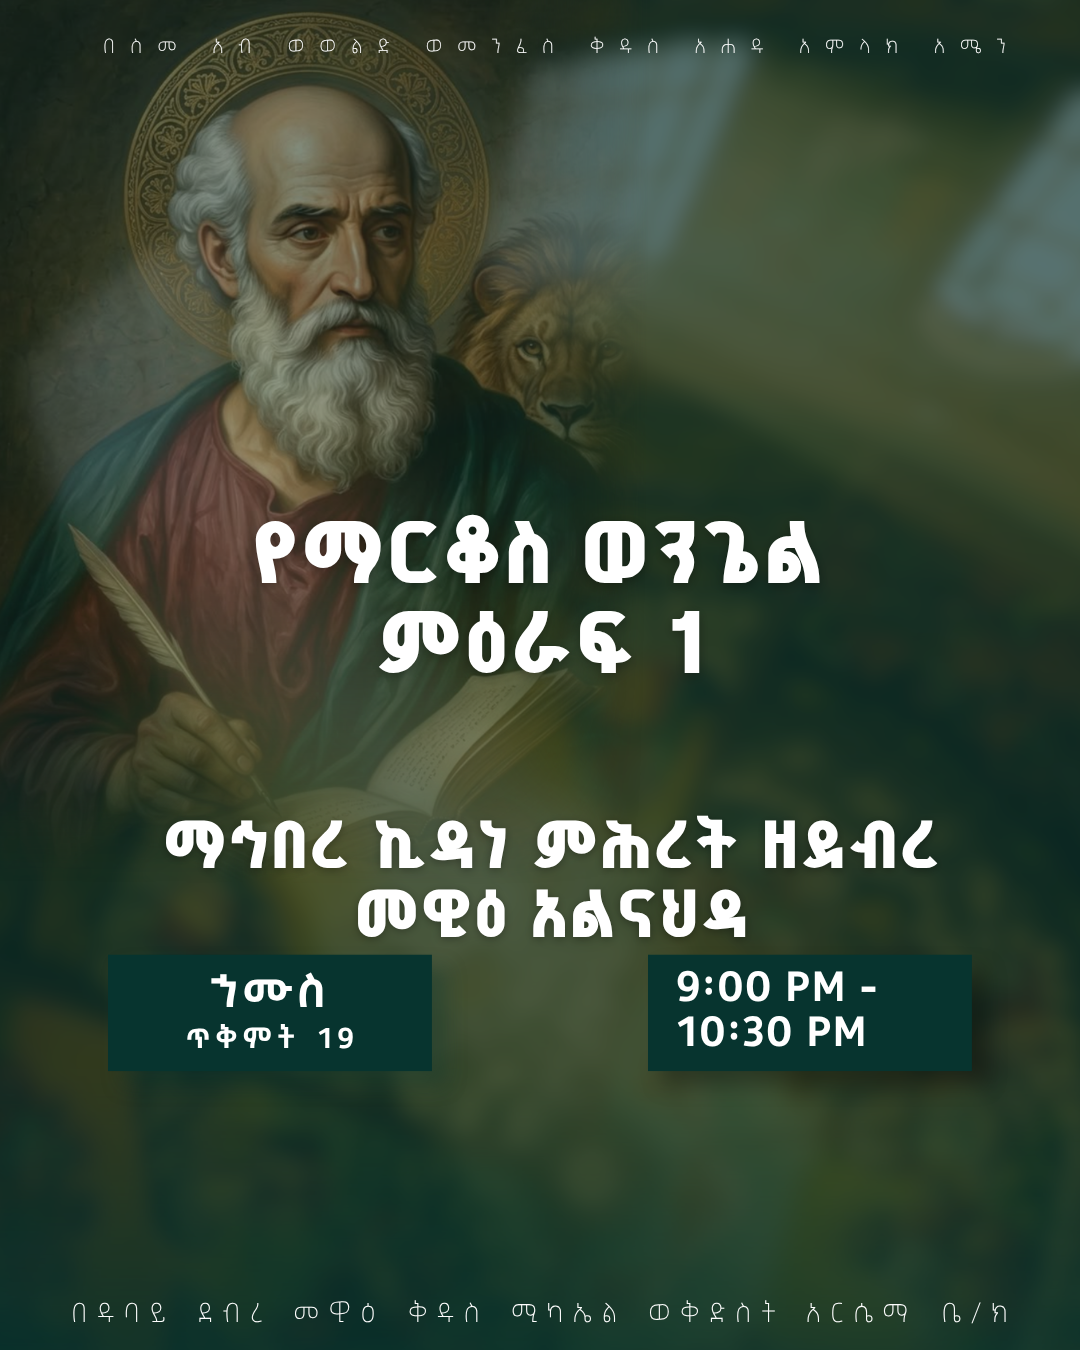 በስመ አብ ወወልድ ወመንፈስ ቅዱስ አሐዱ አምላክ አሜን
የማርቆስ ወንጌል
ምዕራፍ 1
ማኅበረ ኪዳነ ምሕረት ዘደብረ
መዊዕ አልናህዳ
ኀሙስ
ጥቅምት 19
9:00 PM -
10:30 PM
በዱባይ ደብረ መዊዕ ቅዱስ ሚካኤል ወቅድስት አርሴማ ቤ/ክ